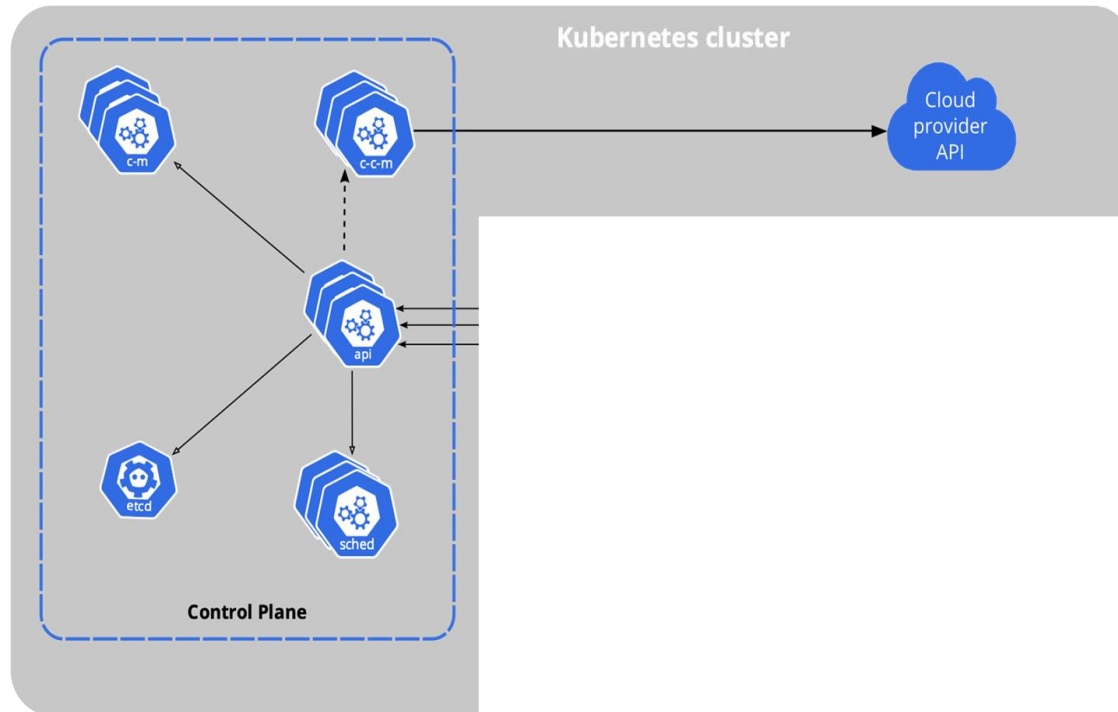 Kubernetes cluster
c-m
c-c-m
Cloud
provider
API
api
etcd
sched
Control Plane